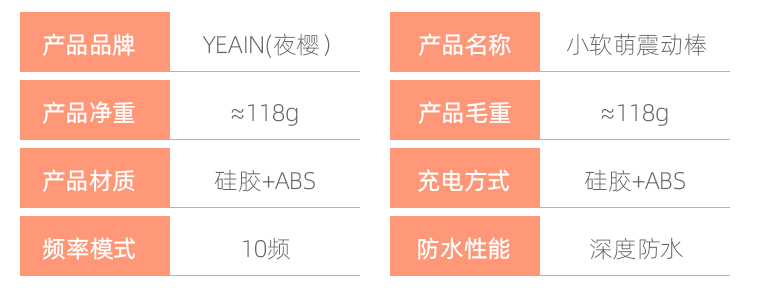 产品品牌 YEAIN(夜樱) 产品名称 小软萌震动棒
产品净重 ≈118g 产品毛重 ≈118g
产品材质 硅胶+ABS 充电方式 硅胶+ABS
频率模式 10频 防水性能 深度防水